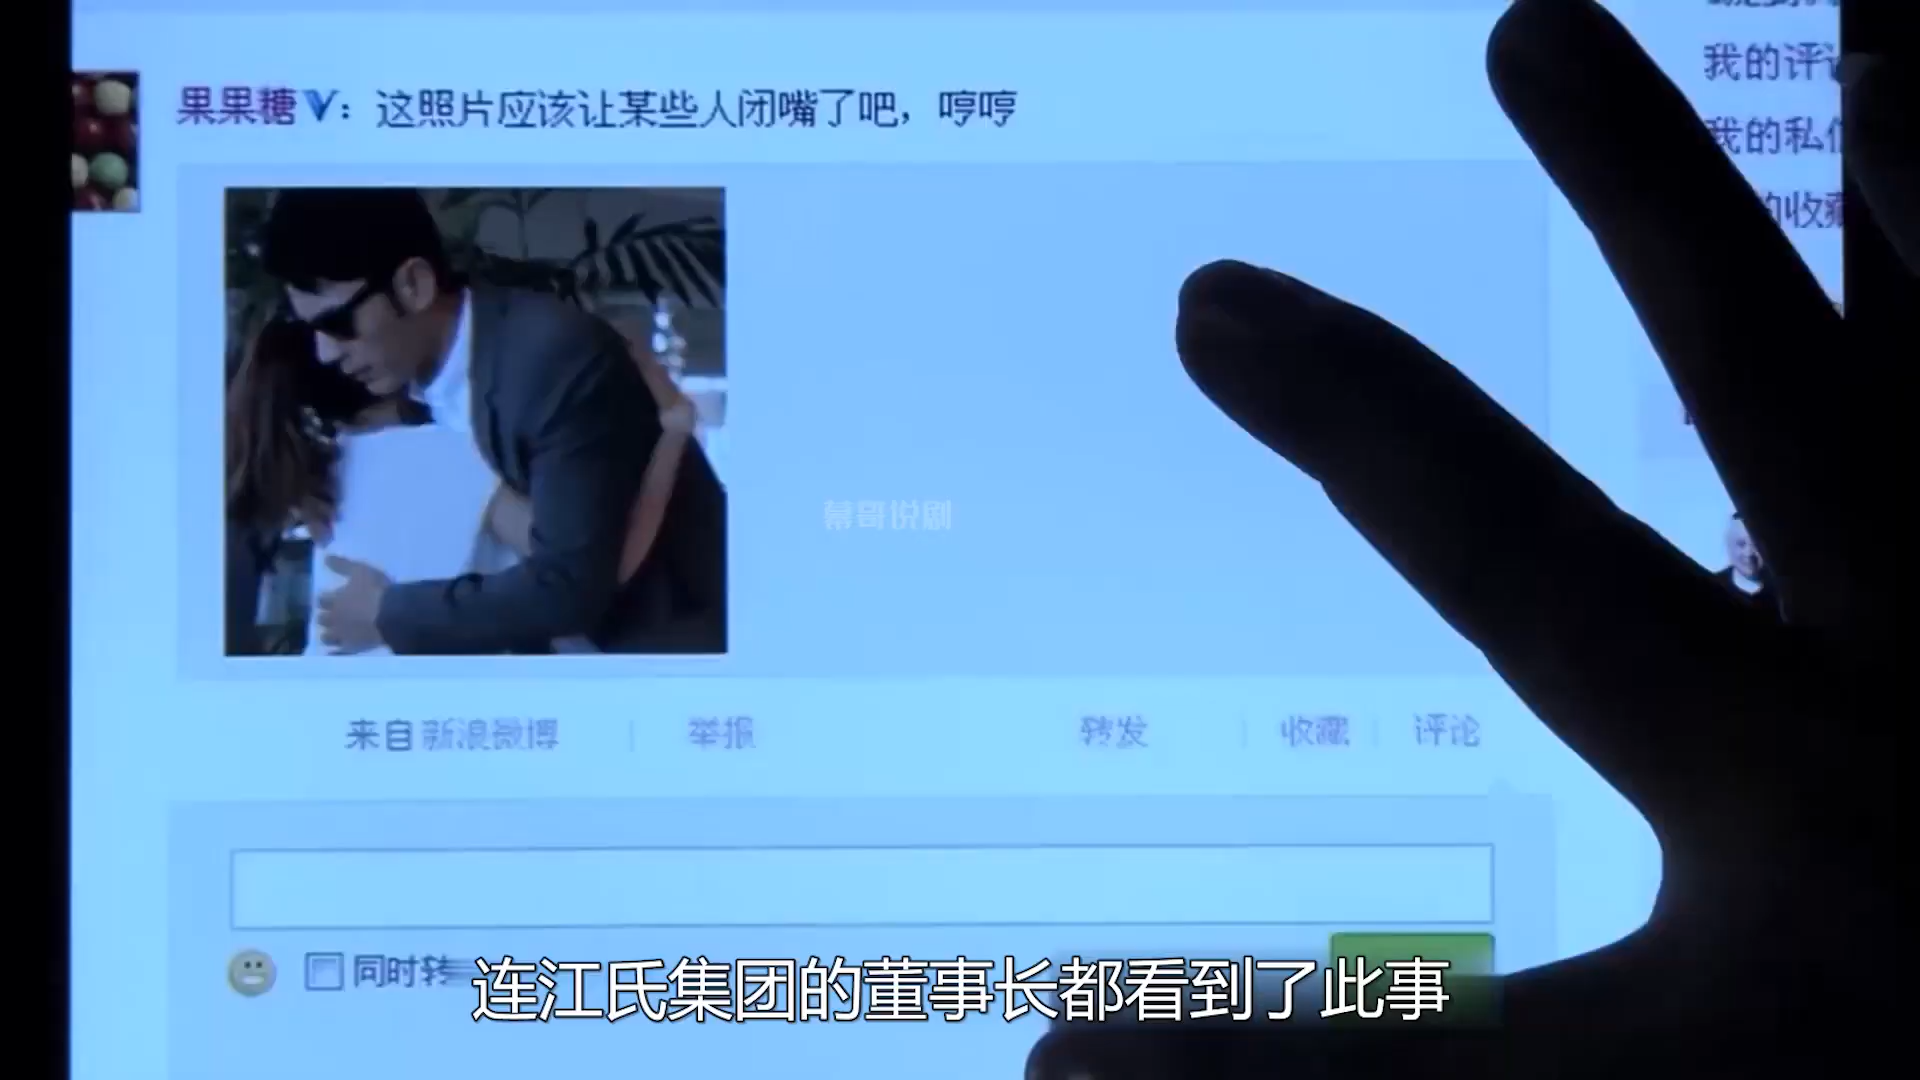 我的评
果果糖V：这照片应该让某些人闭嘴了吧，哼哼
我的私信
的收藏
幕哥说剧
来自新浪微博 | 举报 转发 | 收藏 | 评论
同时转
连江氏集团的董事长都看到了此事